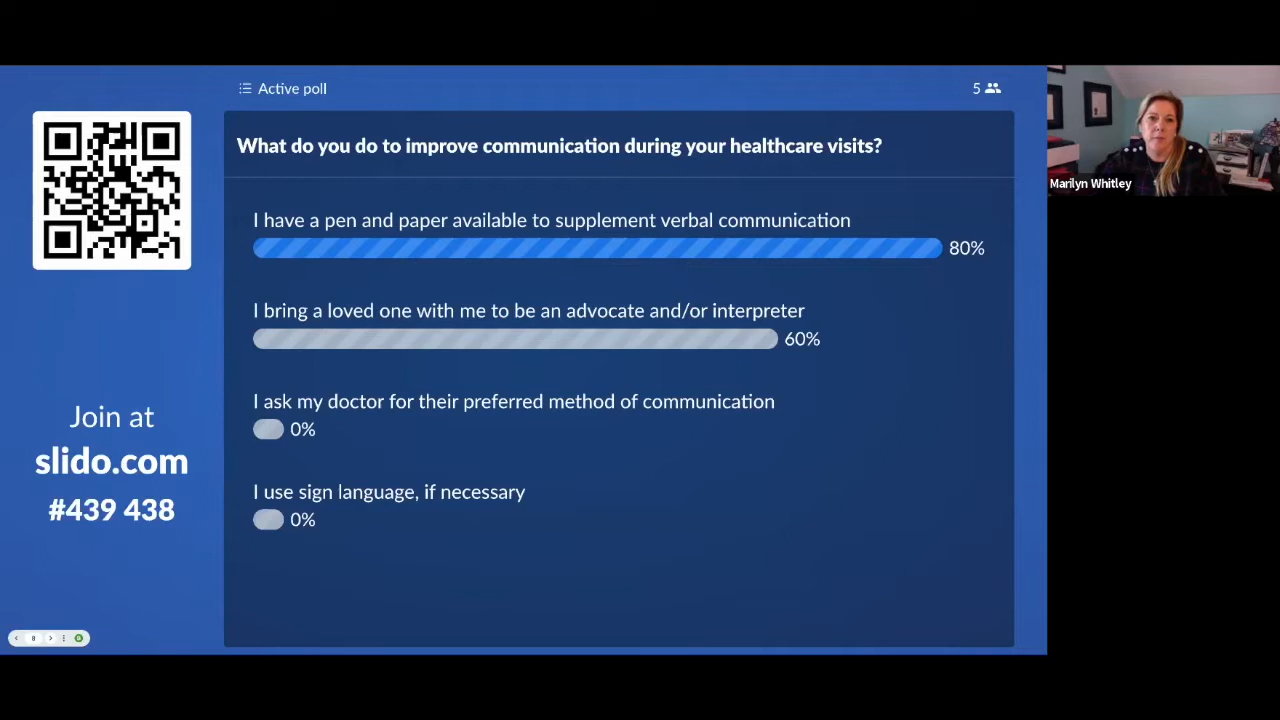 Active poll
5
What do you do to improve communication during your healthcare visits?
I have a pen and paper available to supplement verbal communication
80%
I bring a loved one with me to be an advocate and/or interpreter
60%
I ask my doctor for their preferred method of communication
0%
I use sign language, if necessary
0%
Join at
slido.com
#439 438
8
Marilyn Whitley